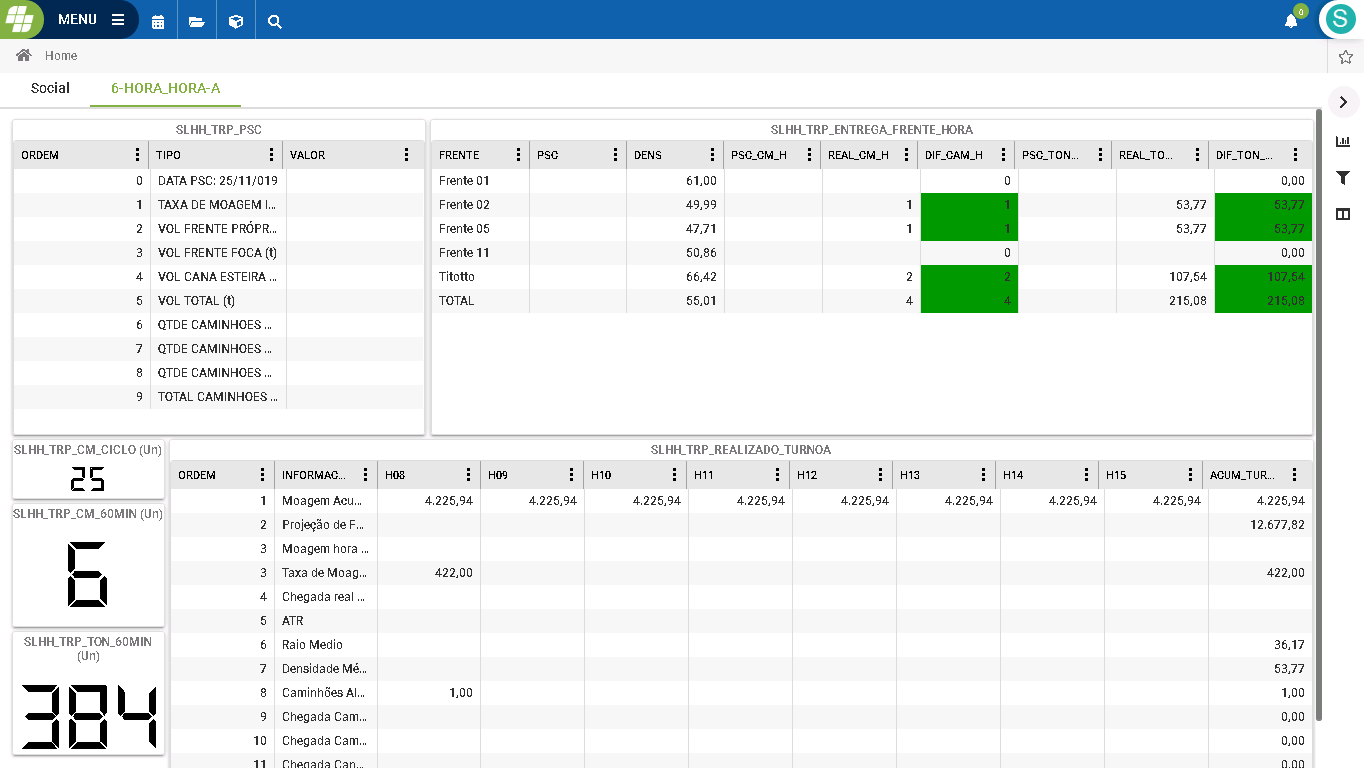 MENU
0
S
Home
Social 6-HORA_HORA-A
SLHH_TRP_PSC
ORDEM TIPO VALOR
0 DATA PSC: 25/11/019
1 TAXA DE MOAGEM I...
2 VOL FRENTE PRÓPR...
3 VOL FRENTE FOCA (t)
4 VOL CANA ESTEIRA ...
5 VOL TOTAL (t)
6 QTDE CAMINHOES ...
7 QTDE CAMINHOES ...
8 QTDE CAMINHOES ...
9 TOTAL CAMINHOES ...
SLHH_TRP_ENTREGA_FRENTE_HORA
FRENTE PSC DENS PSC_CM_H REAL_CM_H DIF_CAM_H PSC_TON... REAL_TO... DIF_TON_...
Frente 01 61,00 0 0,00
Frente 02 49,99 1 1 53,77 53,77
Frente 05 47,71 1 1 53,77 53,77
Frente 11 50,86 0 0,00
Titotto 66,42 2 2 107,54 107,54
TOTAL 55,01 4 4 215,08 215,08
SLHH_TRP_CM_CICLO (Un)
25
SLHH_TRP_CM_60MIN (Un)
6
SLHH_TRP_TON_60MIN
(Un)
384
SLHH_TRP_REALIZADO_TURNOA
ORDEM INFORMAC... H08 H09 H10 H11 H12 H13 H14 H15 ACUM_TUR...
1 Moagem Acu... 4.225,94 4.225,94 4.225,94 4.225,94 4.225,94 4.225,94 4.225,94 4.225,94 4.225,94
2 Projeção de F... 12.677,82
3 Moagem hora ...
3 Taxa de Moag... 422,00 422,00
4 Chegada real ...
5 ATR
6 Raio Medio 36,17
7 Densidade Mé... 53,77
8 Caminhões Al... 1,00 1,00
9 Chegada Cam... 0,00
10 Chegada Cam... 0,00
11 Chegada Can... 0,00